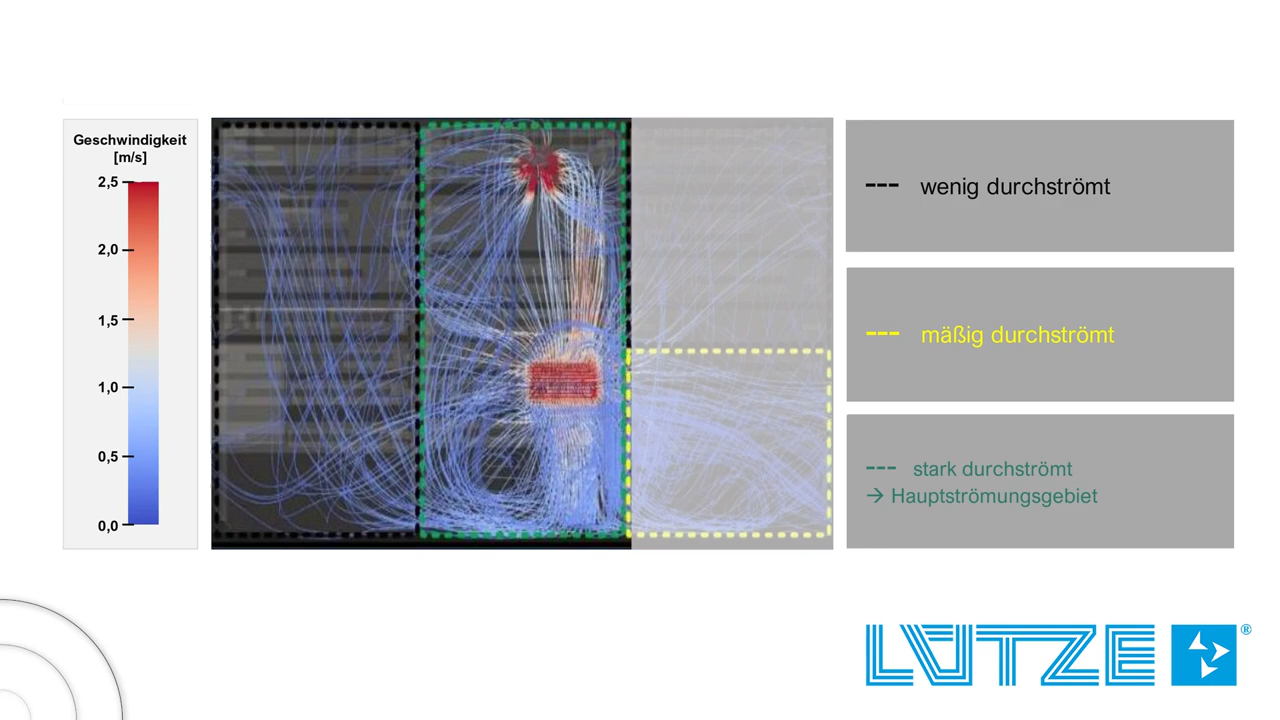 Geschwindigkeit
[m/s]
2,5
2,0
1,5
1,0
0,5
0,0
--- wenig durchströmt
--- mäßig durchströmt
--- stark durchströmt
→ Hauptströmungsgebiet
LÜTZE ®